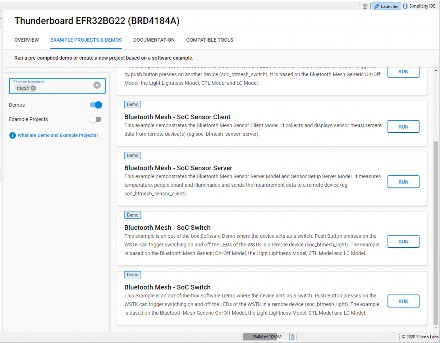 Launcher Simplicity IDE
Thunderboard EFR32BG22 (BRD4184A)
OVERVIEW EXAMPLE PROJECTS & DEMOS DOCUMENTATION COMPATIBLE TOOLS
Run a pre-compiled demo or create a new project based on a software example.
Filter on keywords
mesh
Demos
Example Projects
What are Demo and Example Projects?
by push button presses on another device (soc_btmesh_switch). It is based on the Bluetooth Mesh Generic On/Off
Model, the Light Lightness Model, CTL Model and LC Model.
RUN
Demo
Bluetooth Mesh - SoC Sensor Client
This example demonstrates the Bluetooth Mesh Sensor Client Model. It collects and displays sensor measurement
data from remote device(s) (eg soc_btmesh_sensor_server).
RUN
Demo
Bluetooth Mesh - SoC Sensor Server
This example demonstrates the Bluetooth Mesh Sensor Server Model and Sensor Setup Server Model. It measures
temperature, people count and illuminance and sends the measurement data to a remote device (eg
soc_btmesh_sensor_client).
RUN
Demo
Bluetooth Mesh - SoC Switch
This example is an out-of-the-box Software Demo where the device acts as a switch. Push Button presses on the
WSTK can trigger switching on and off the LEDs of the WSTK in a remote device (soc_btmesh_light). The example
is based on the Bluetooth Mesh Generic On/Off Model, the Light Lightness Model, CTL Model and LC Model.
RUN
Demo
Bluetooth Mesh - SoC Switch
This example is an out-of-the-box Software Demo where the device acts as a switch. Push Button presses on the
WSTK can trigger switching on and off the LEDs of the WSTK in a remote device (soc_btmesh_light). The example
is based on the Bluetooth Mesh Generic On/Off Model, the Light Lightness Model, CTL Model and LC Model.
RUN
© 2020 Silicon Labs